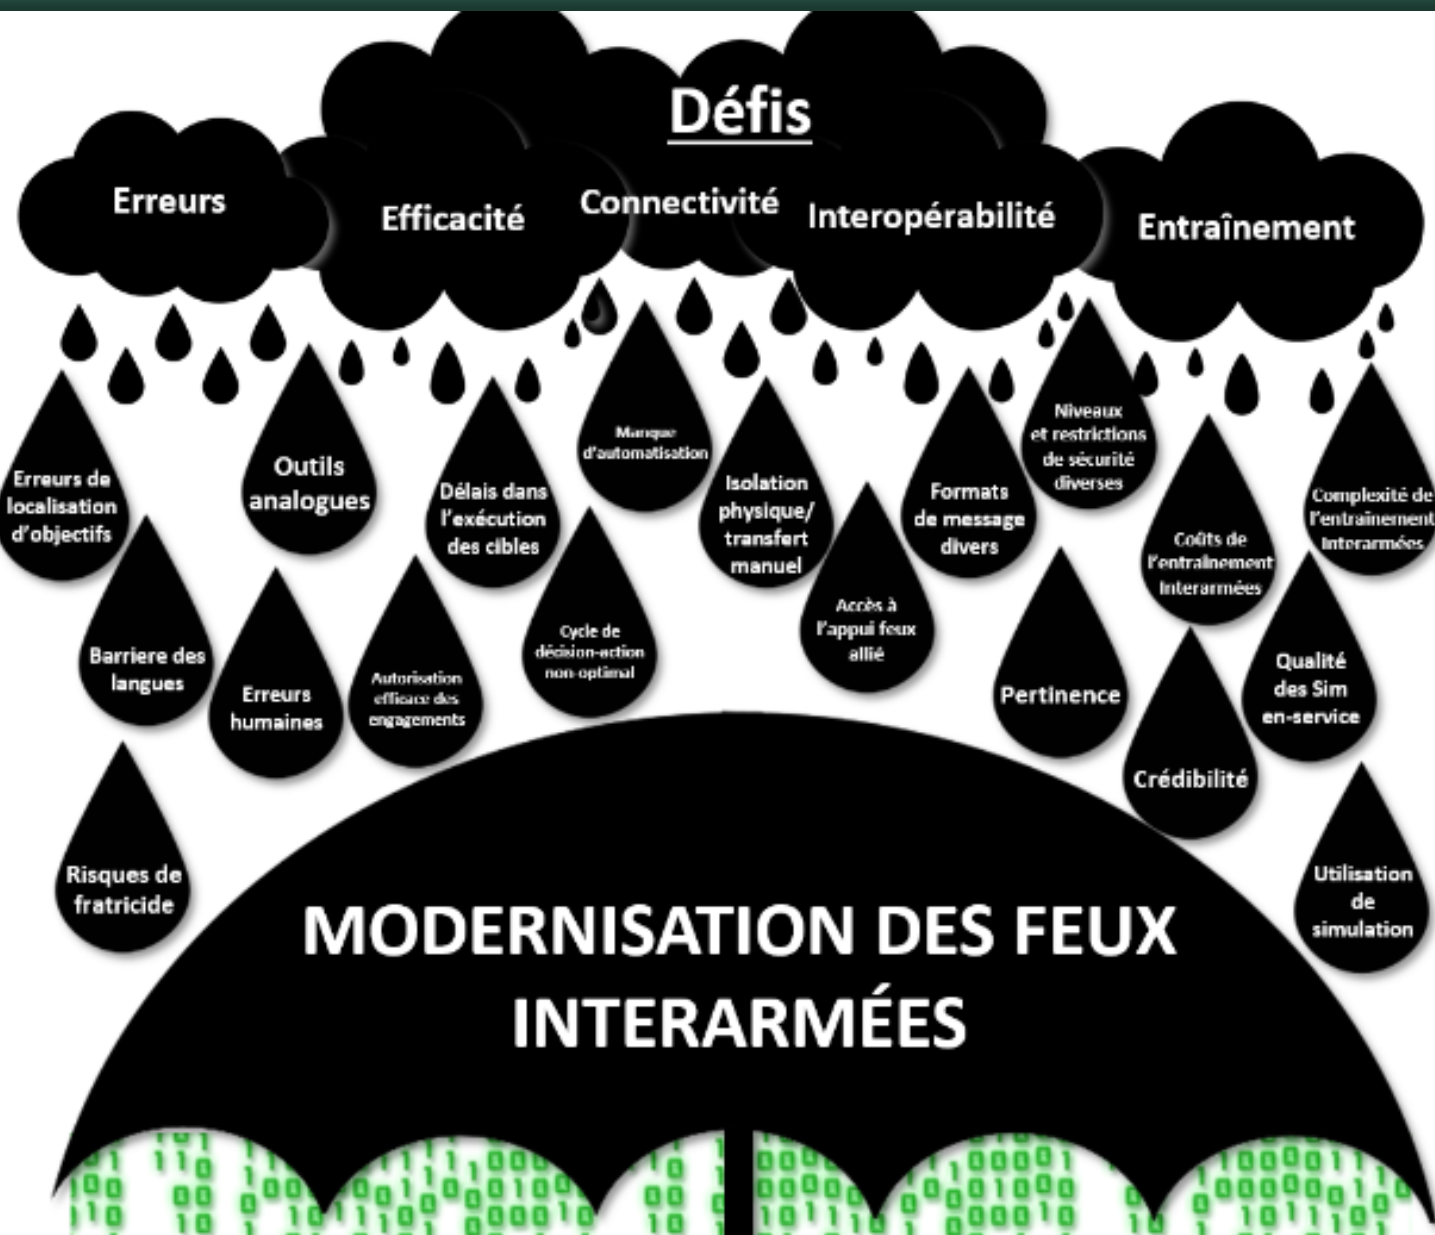 Défis
Erreurs
Efficacité
Connectivité
Interopérabilité
Entraînement
Erreurs de
localisation
d'objectifs
Barriere des
langues
Risques de
fratricide
Outils
analogues
Erreurs
humaines
Autorisation
efficace des
engagements
Délais dans
l'exécution
des cibles
Cycle de
décision-action
non-optimal
Manque
d'automatisation
Isolation
physique/
transfert
manuel
Accès à
l'appui feux
allié
Formats
de message
divers
Niveaux
et restrictions
de sécurité
diverses
Pertinence
Coûts de
l'entraînement
Interarmées
Crédibilité
Complexité de
l'entraînement
Interarmées
Qualité
des Sim
en-service
Utilisation
de
simulation
MODERNISATION DES FEUX
INTERARMÉES